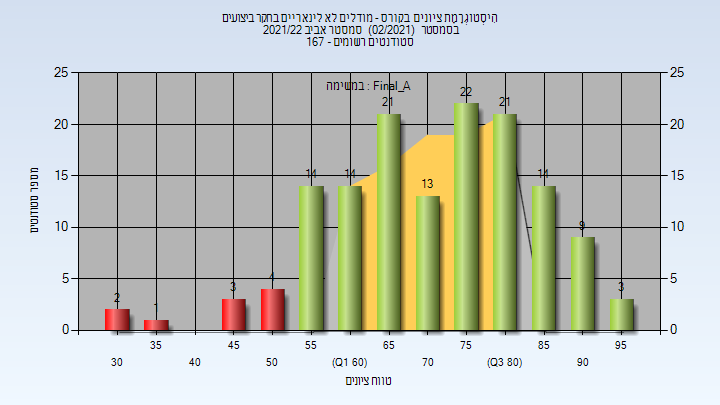 הִיסְטוֹגְרָמַת ציונים בקורס - מודלים לא לינאריים בחקר ביצועים
בסמסטר (02/2021) סמסטר אביב 2021/22
סטודנטים רשומים - 167
במשימה : Final_A
מספר סטודנטים
25 25
20 20
15 15
10 10
5 5
0 0
2 1 3 4 14 14 21 13 22 21 14 9 3
35 45 55 65 75 85 95
30 40 50 (Q1 60) 70 (Q3 80) 90
טווח ציונים